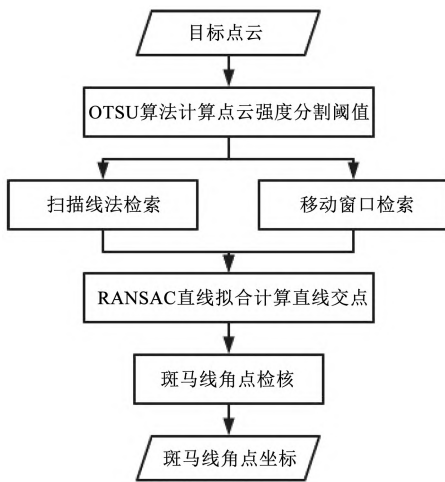 目标点云
OTSU算法计算点云强度分割阈值
扫描线法检索
移动窗口检索
RANSAC直线拟合计算直线交点
斑马线角点检核
斑马线角点坐标